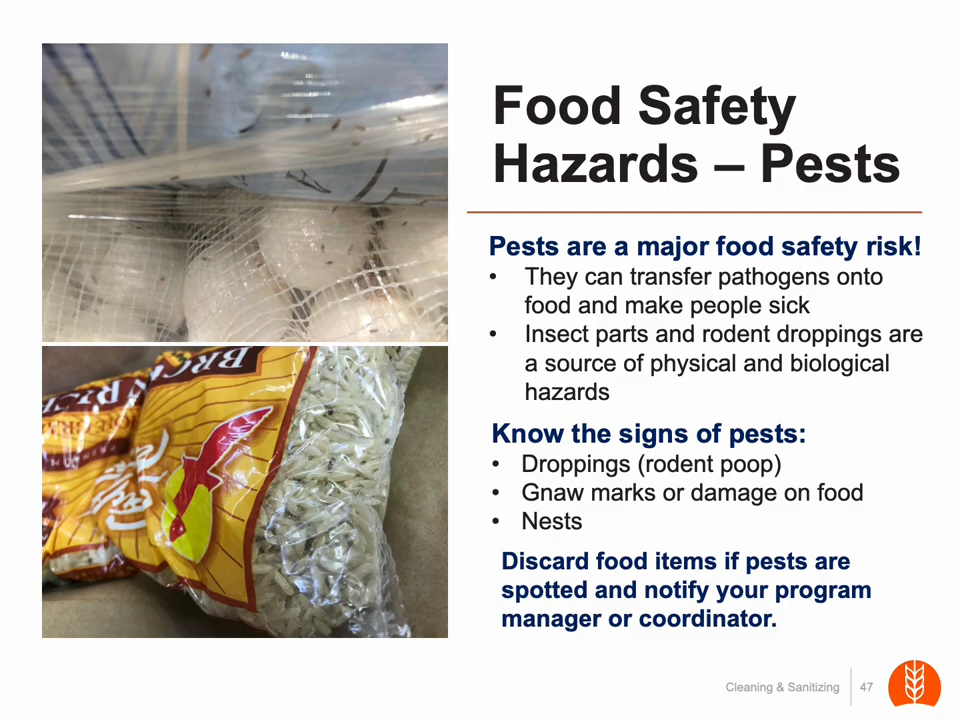 Food Safety
Hazards – Pests
Pests are a major food safety risk!
• They can transfer pathogens onto
food and make people sick
• Insect parts and rodent droppings are
a source of physical and biological
hazards
Know the signs of pests:
• Droppings (rodent poop)
• Gnaw marks or damage on food
• Nests
Discard food items if pests are
spotted and notify your program
manager or coordinator.
Cleaning & Sanitizing
47